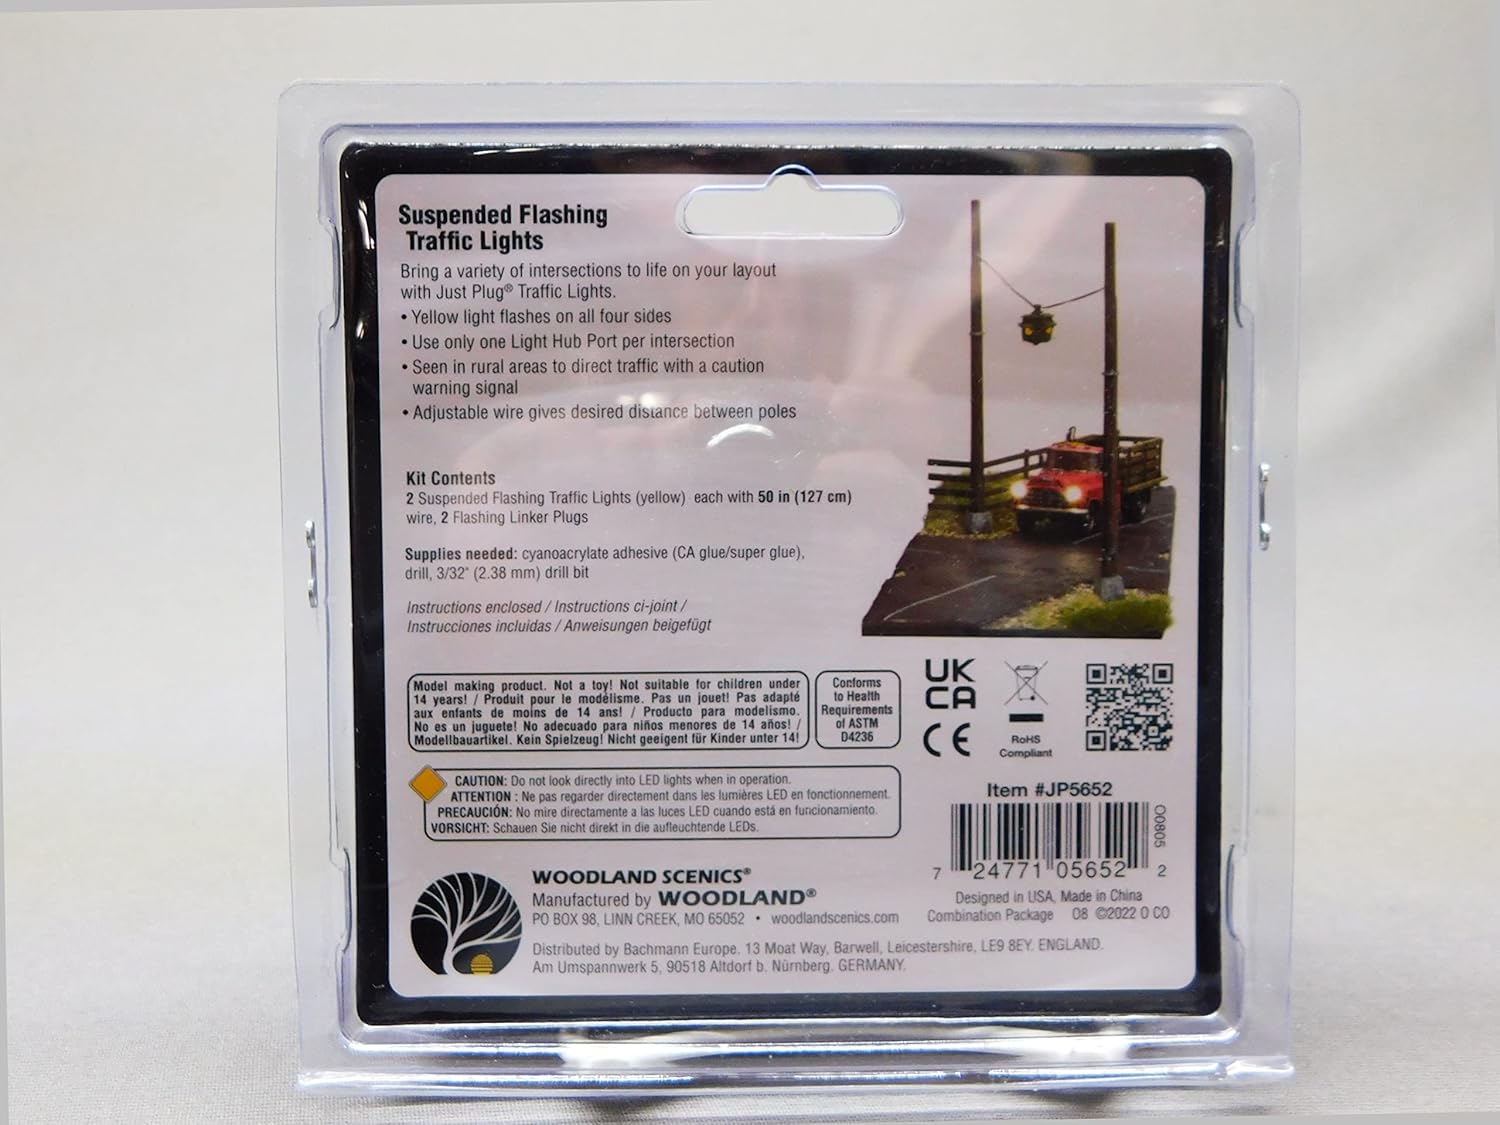 Suspended Flashing
Traffic Lights
Bring a variety of intersections to life on your layout
with Just Plug® Traffic Lights.
• Yellow light flashes on all four sides
• Use only one Light Hub Port per intersection
• Seen in rural areas to direct traffic with a caution
warning signal
• Adjustable wire gives desired distance between poles
Kit Contents
2 Suspended Flashing Traffic Lights (yellow) each with 50 in (127 cm)
wire, 2 Flashing Linker Plugs
Supplies needed: cyanoacrylate adhesive (CA glue/super glue),
drill, 3/32" (2.38 mm) drill bit
Instructions enclosed / Instructions ci-joint /
Instrucciones incluidas / Anweisungen beigefügt
Model making product. Not a toy! Not suitable for children under
14 years! / Produit pour le modélisme. Pas un jouet! Pas adapté
aux enfants de moins de 14 ans! / Producto para modelismo.
No es un juguete! No adecuado para niños menores de 14 años! /
Modellbauartikel. Kein Spielzeug! Nicht geeigent für Kinder unter 14!
Conforms
to Health
Requirements
of ASTM
D4236
UK
CA
CE
RoHS
Compliant
CAUTION: Do not look directly into LED lights when in operation.
ATTENTION : Ne pas regarder directement dans les lumières LED en fonctionnement.
PRECAUCIÓN: No mire directamente a las luces LED cuando está en funcionamiento.
VORSICHT: Schauen Sie nicht direkt in die aufleuchtende LEDs.
Item #JP5652
00805
7 24771 05652 2
WOODLAND SCENICS®
Manufactured by WOODLAND®
PO BOX 98, LINN CREEK, MO 65052 • woodlandscenics.com
Designed in USA, Made in China
Combination Package 08 ©2022 O CO
Distributed by Bachmann Europe. 13 Moat Way, Barwell, Leicestershire, LE9 8EY. ENGLAND.
Am Umspannwerk 5, 90518 Altdorf b. Nürnberg. GERMANY.